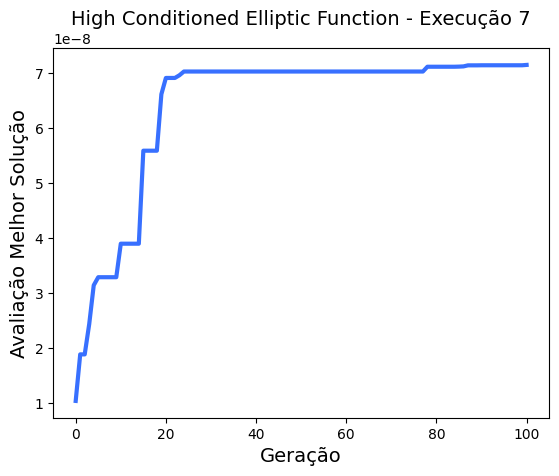 High Conditioned Elliptic Function - Execução 7
1e−8
7
6
5
4
3
2
1
Avaliação Melhor Solução
0 20 40 60 80 100
Geração